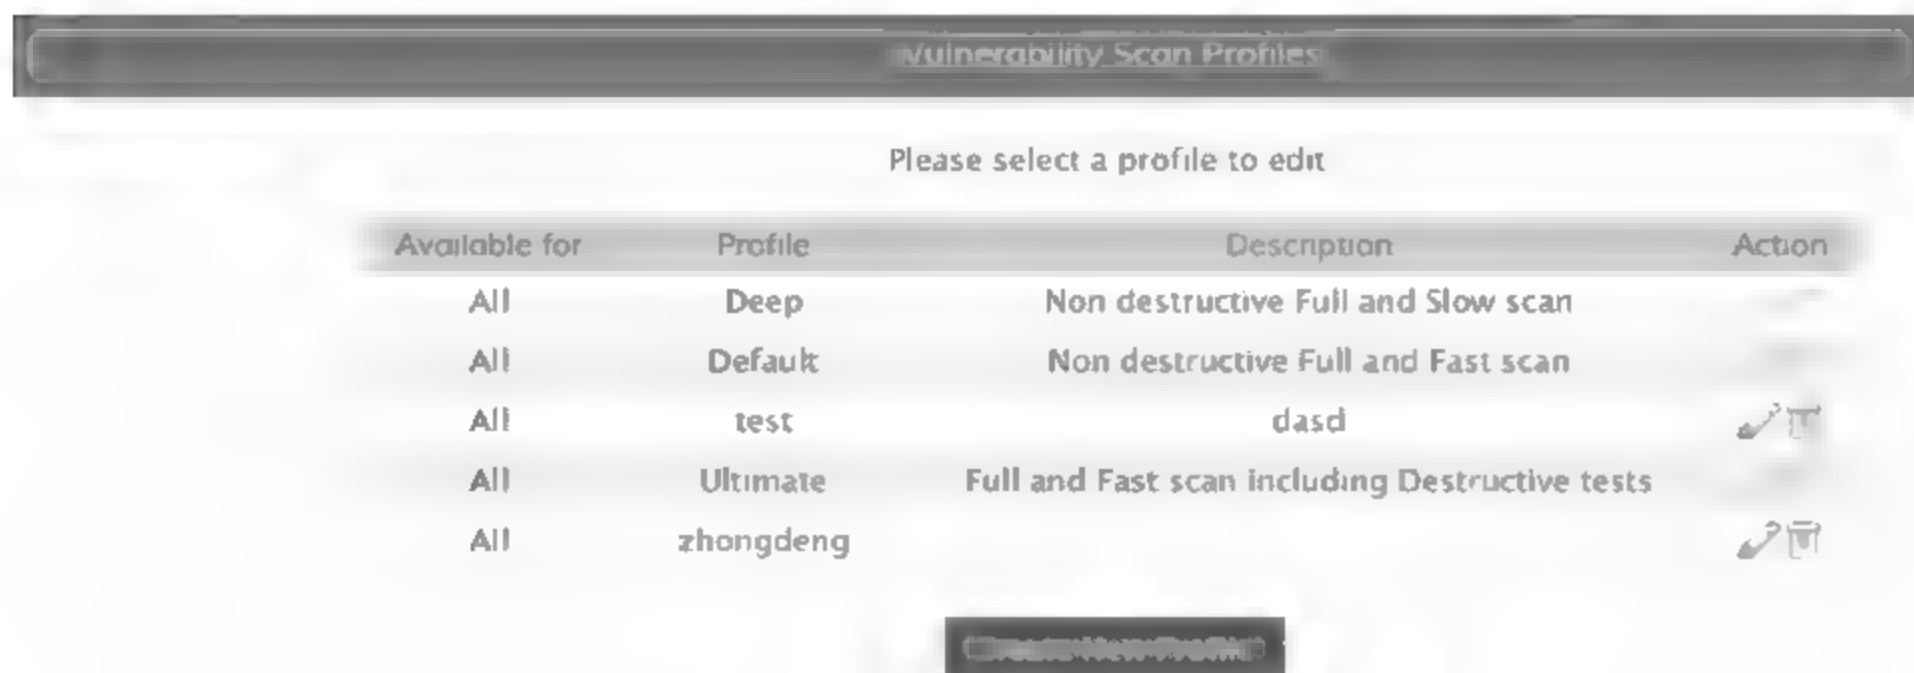 Vulnerability Scan Profiles
Please select a profile to edit
Available for Profile Description Action
All Deep Non destructive Full and Slow scan
All Default Non destructive Full and Fast scan
All test dasd
All Ultimate Full and Fast scan including Destructive tests
All zhongdeng